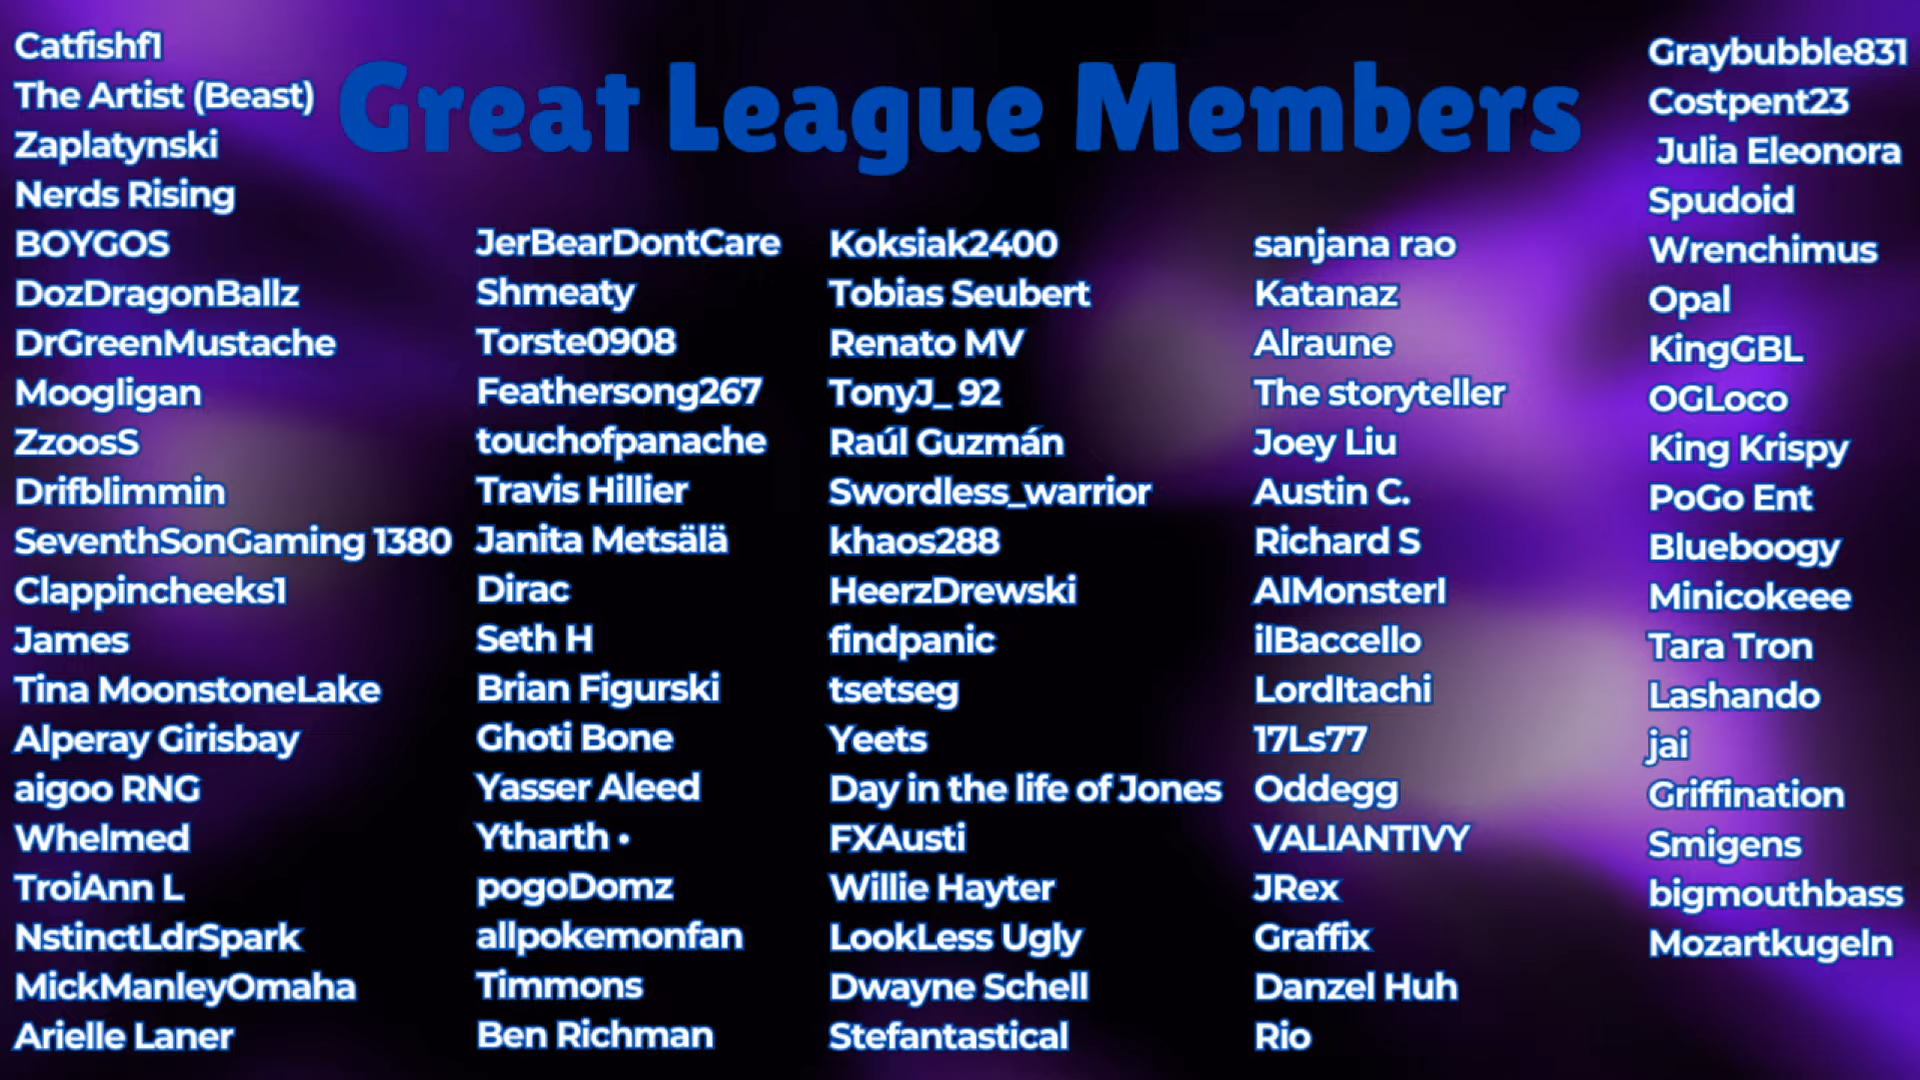 Great League Members
Catfishf1
The Artist (Beast)
Zaplatynski
Nerds Rising
BOYGOS
DozDragonBallz
DrGreenMustache
Moogligan
ZzoosS
Drifblimmin
SeventhSonGaming 1380
Clappincheeks1
James
Tina MoonstoneLake
Alperay Girisbay
aigoo RNG
Whelmed
TroiAnn L
NstinctLdrSpark
MickManleyOmaha
Arielle Laner
JerBearDontCare
Shmeaty
Torste0908
Feathersong267
touchofpanache
Travis Hillier
Janita Metsälä
Dirac
Seth H
Brian Figurski
Ghoti Bone
Yasser Aleed
Ytharth •
pogoDomz
allpokemonfan
Timmons
Ben Richman
Koksiak2400
Tobias Seubert
Renato MV
TonyJ_ 92
Raúl Guzmán
Swordless_warrior
khaos288
HeerzDrewski
findpanic
tsetseg
Yeets
Day in the life of Jones
FXAusti
Willie Hayter
LookLess Ugly
Dwayne Schell
Stefantastical
sanjana rao
Katanaz
Alraune
The storyteller
Joey Liu
Austin C.
Richard S
AlMonsterl
ilBaccello
LordItachi
17Ls77
Oddegg
VALIANTIVY
JRex
Graffix
Danzel Huh
Rio
Graybubble831
Costpent23
Julia Eleonora
Spudoid
Wrenchimus
Opal
KingGBL
OGLoco
King Krispy
PoGo Ent
Blueboogy
Minicokeee
Tara Tron
Lashando
jai
Griffination
Smigens
bigmouthbass
Mozartkugeln